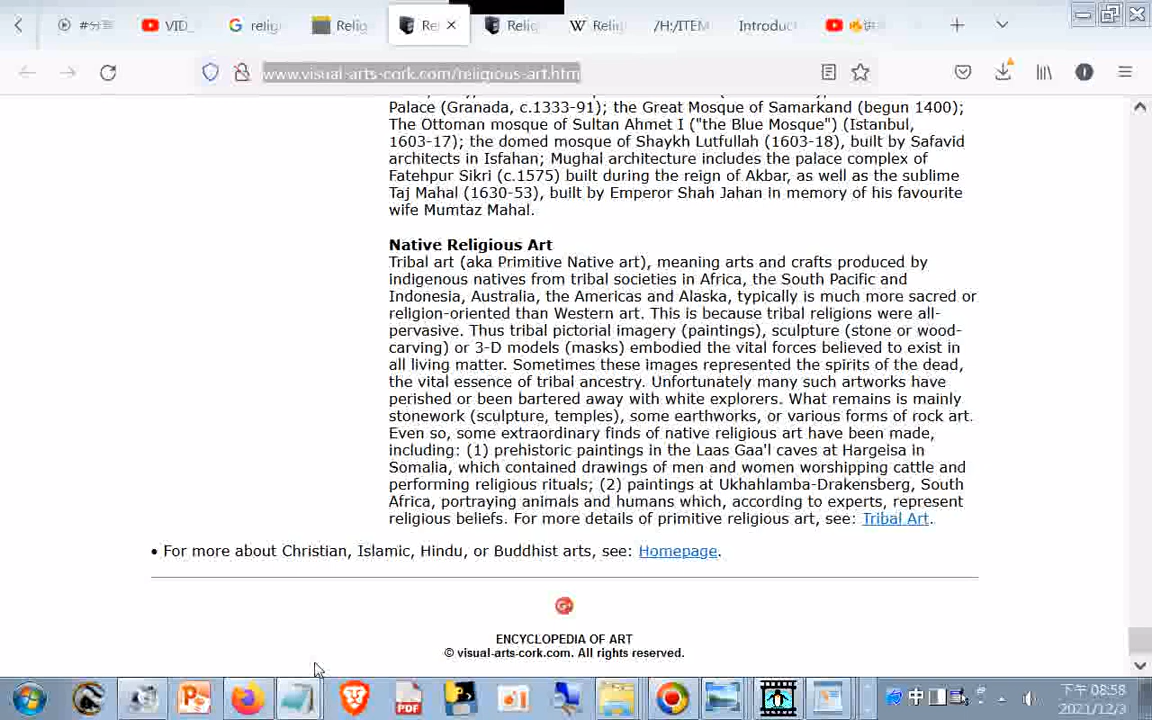 #分享
VID_
religi
Relig
Re
Relig
Religi
/H:/ITEM
Introduct
www.visual-arts-cork.com/religious-art.htm
Palace (Granada, c.1333-91); the Great Mosque of Samarkand (begun 1400);
The Ottoman mosque of Sultan Ahmet I ("the Blue Mosque") (Istanbul,
1603-17); the domed mosque of Shaykh Lutfullah (1603-18), built by Safavid
architects in Isfahan; Mughal architecture includes the palace complex of
Fatehpur Sikri (c.1575) built during the reign of Akbar, as well as the sublime
Taj Mahal (1630-53), built by Emperor Shah Jahan in memory of his favourite
wife Mumtaz Mahal.
Native Religious Art
Tribal art (aka Primitive Native art), meaning arts and crafts produced by
indigenous natives from tribal societies in Africa, the South Pacific and
Indonesia, Australia, the Americas and Alaska, typically is much more sacred or
religion-oriented than Western art. This is because tribal religions were all-
pervasive. Thus tribal pictorial imagery (paintings), sculpture (stone or wood-
carving) or 3-D models (masks) embodied the vital forces believed to exist in
all living matter. Sometimes these images represented the spirits of the dead,
the vital essence of tribal ancestry. Unfortunately many such artworks have
perished or been bartered away with white explorers. What remains is mainly
stonework (sculpture, temples), some earthworks, or various forms of rock art.
Even so, some extraordinary finds of native religious art have been made,
including: (1) prehistoric paintings in the Laas Gaa'l caves at Hargeisa in
Somalia, which contained drawings of men and women worshipping cattle and
performing religious rituals; (2) paintings at Ukhahlamba-Drakensberg, South
Africa, portraying animals and humans which, according to experts, represent
religious beliefs. For more details of primitive religious art, see: Tribal Art.
• For more about Christian, Islamic, Hindu, or Buddhist arts, see: Homepage.
ENCYCLOPEDIA OF ART
© visual-arts-cork.com. All rights reserved.
PDF
中
下午 08:58
2021/12/3